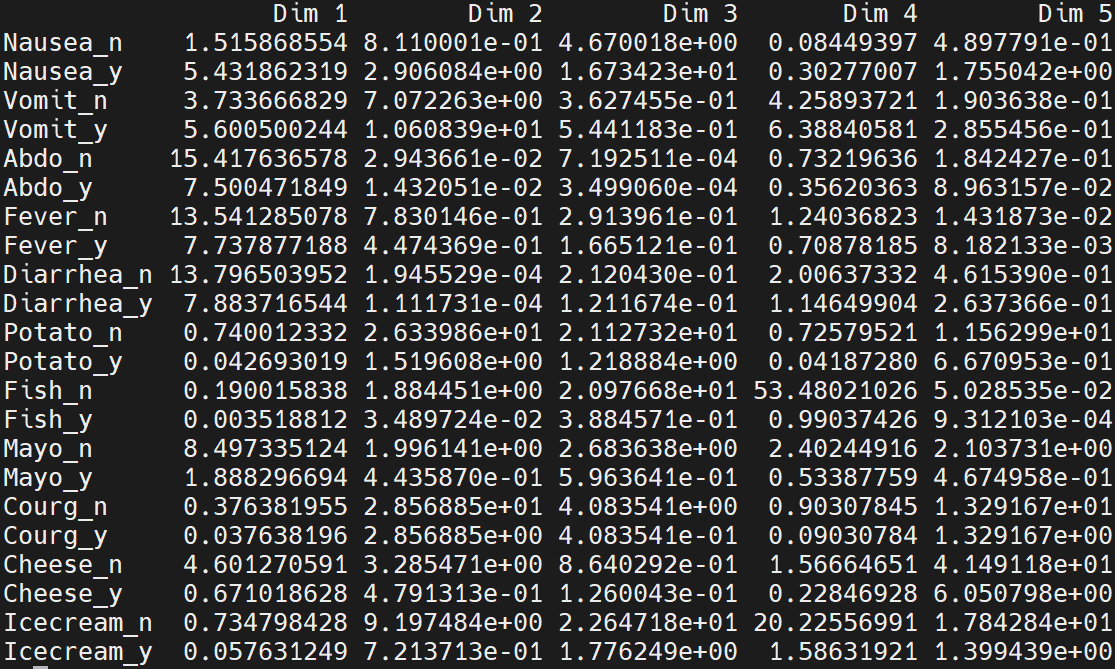 Dim 1 Dim 2 Dim 3 Dim 4 Dim 5
Nausea_n 1.515868554 8.110001e-01 4.670018e+00 0.08449397 4.897791e-01
Nausea_y 5.431862319 2.906084e+00 1.673423e+01 0.30277007 1.755042e+00
Vomit_n 3.733666829 7.072263e+00 3.627455e-01 4.25893721 1.903638e-01
Vomit_y 5.600500244 1.060839e+01 5.441183e-01 6.38840581 2.855456e-01
Abdo_n 15.417636578 2.943661e-02 7.192511e-04 0.73219636 1.842427e-01
Abdo_y 7.500471849 1.432051e-02 3.499060e-04 0.35620363 8.963157e-02
Fever_n 13.541285078 7.830146e-01 2.913961e-01 1.24036823 1.431873e-02
Fever_y 7.737877188 4.474369e-01 1.665121e-01 0.70878185 8.182133e-03
Diarrhea_n 13.796503952 1.945529e-04 2.120430e-01 2.00637332 4.615390e-01
Diarrhea_y 7.883716544 1.111731e-04 1.211674e-01 1.14649904 2.637366e-01
Potato_n 0.740012332 2.633986e+01 2.112732e+01 0.72579521 1.156299e+01
Potato_y 0.042693019 1.519608e+00 1.218884e+00 0.04187280 6.670953e-01
Fish_n 0.190015838 1.884451e+00 2.097668e+01 53.48021026 5.028535e-02
Fish_y 0.003518812 3.489724e-02 3.884571e-01 0.99037426 9.312103e-04
Mayo_n 8.497335124 1.996141e+00 2.683638e+00 2.40244916 2.103731e+00
Mayo_y 1.888296694 4.435870e-01 5.963641e-01 0.53387759 4.674958e-01
Courg_n 0.376381955 2.856885e+01 4.083541e+00 0.90307845 1.329167e+01
Courg_y 0.037638196 2.856885e+00 4.083541e-01 0.09030784 1.329167e+00
Cheese_n 4.601270591 3.285471e+00 8.640292e-01 1.56664651 4.149118e+01
Cheese_y 0.671018628 4.791313e-01 1.260043e-01 0.22846928 6.050798e+00
Icecream_n 0.734798428 9.197484e+00 2.264718e+01 20.22556991 1.784284e+01
Icecream_y 0.057631249 7.213713e-01 1.776249e+00 1.58631921 1.399439e+00